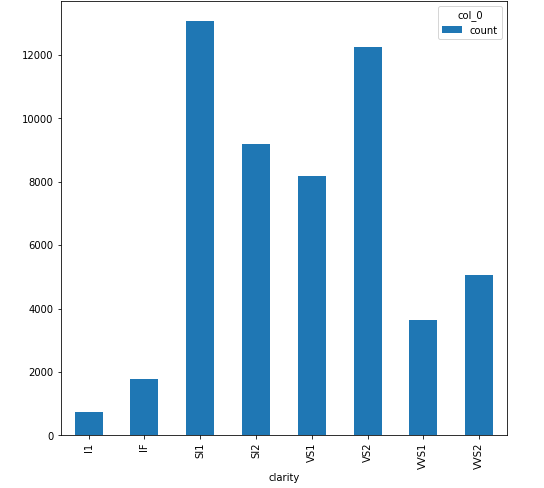 col_0
count
12000
10000
8000
6000
4000
2000
0
I1
IF
SI1
SI2
VS1
VS2
VVS1
VVS2
clarity